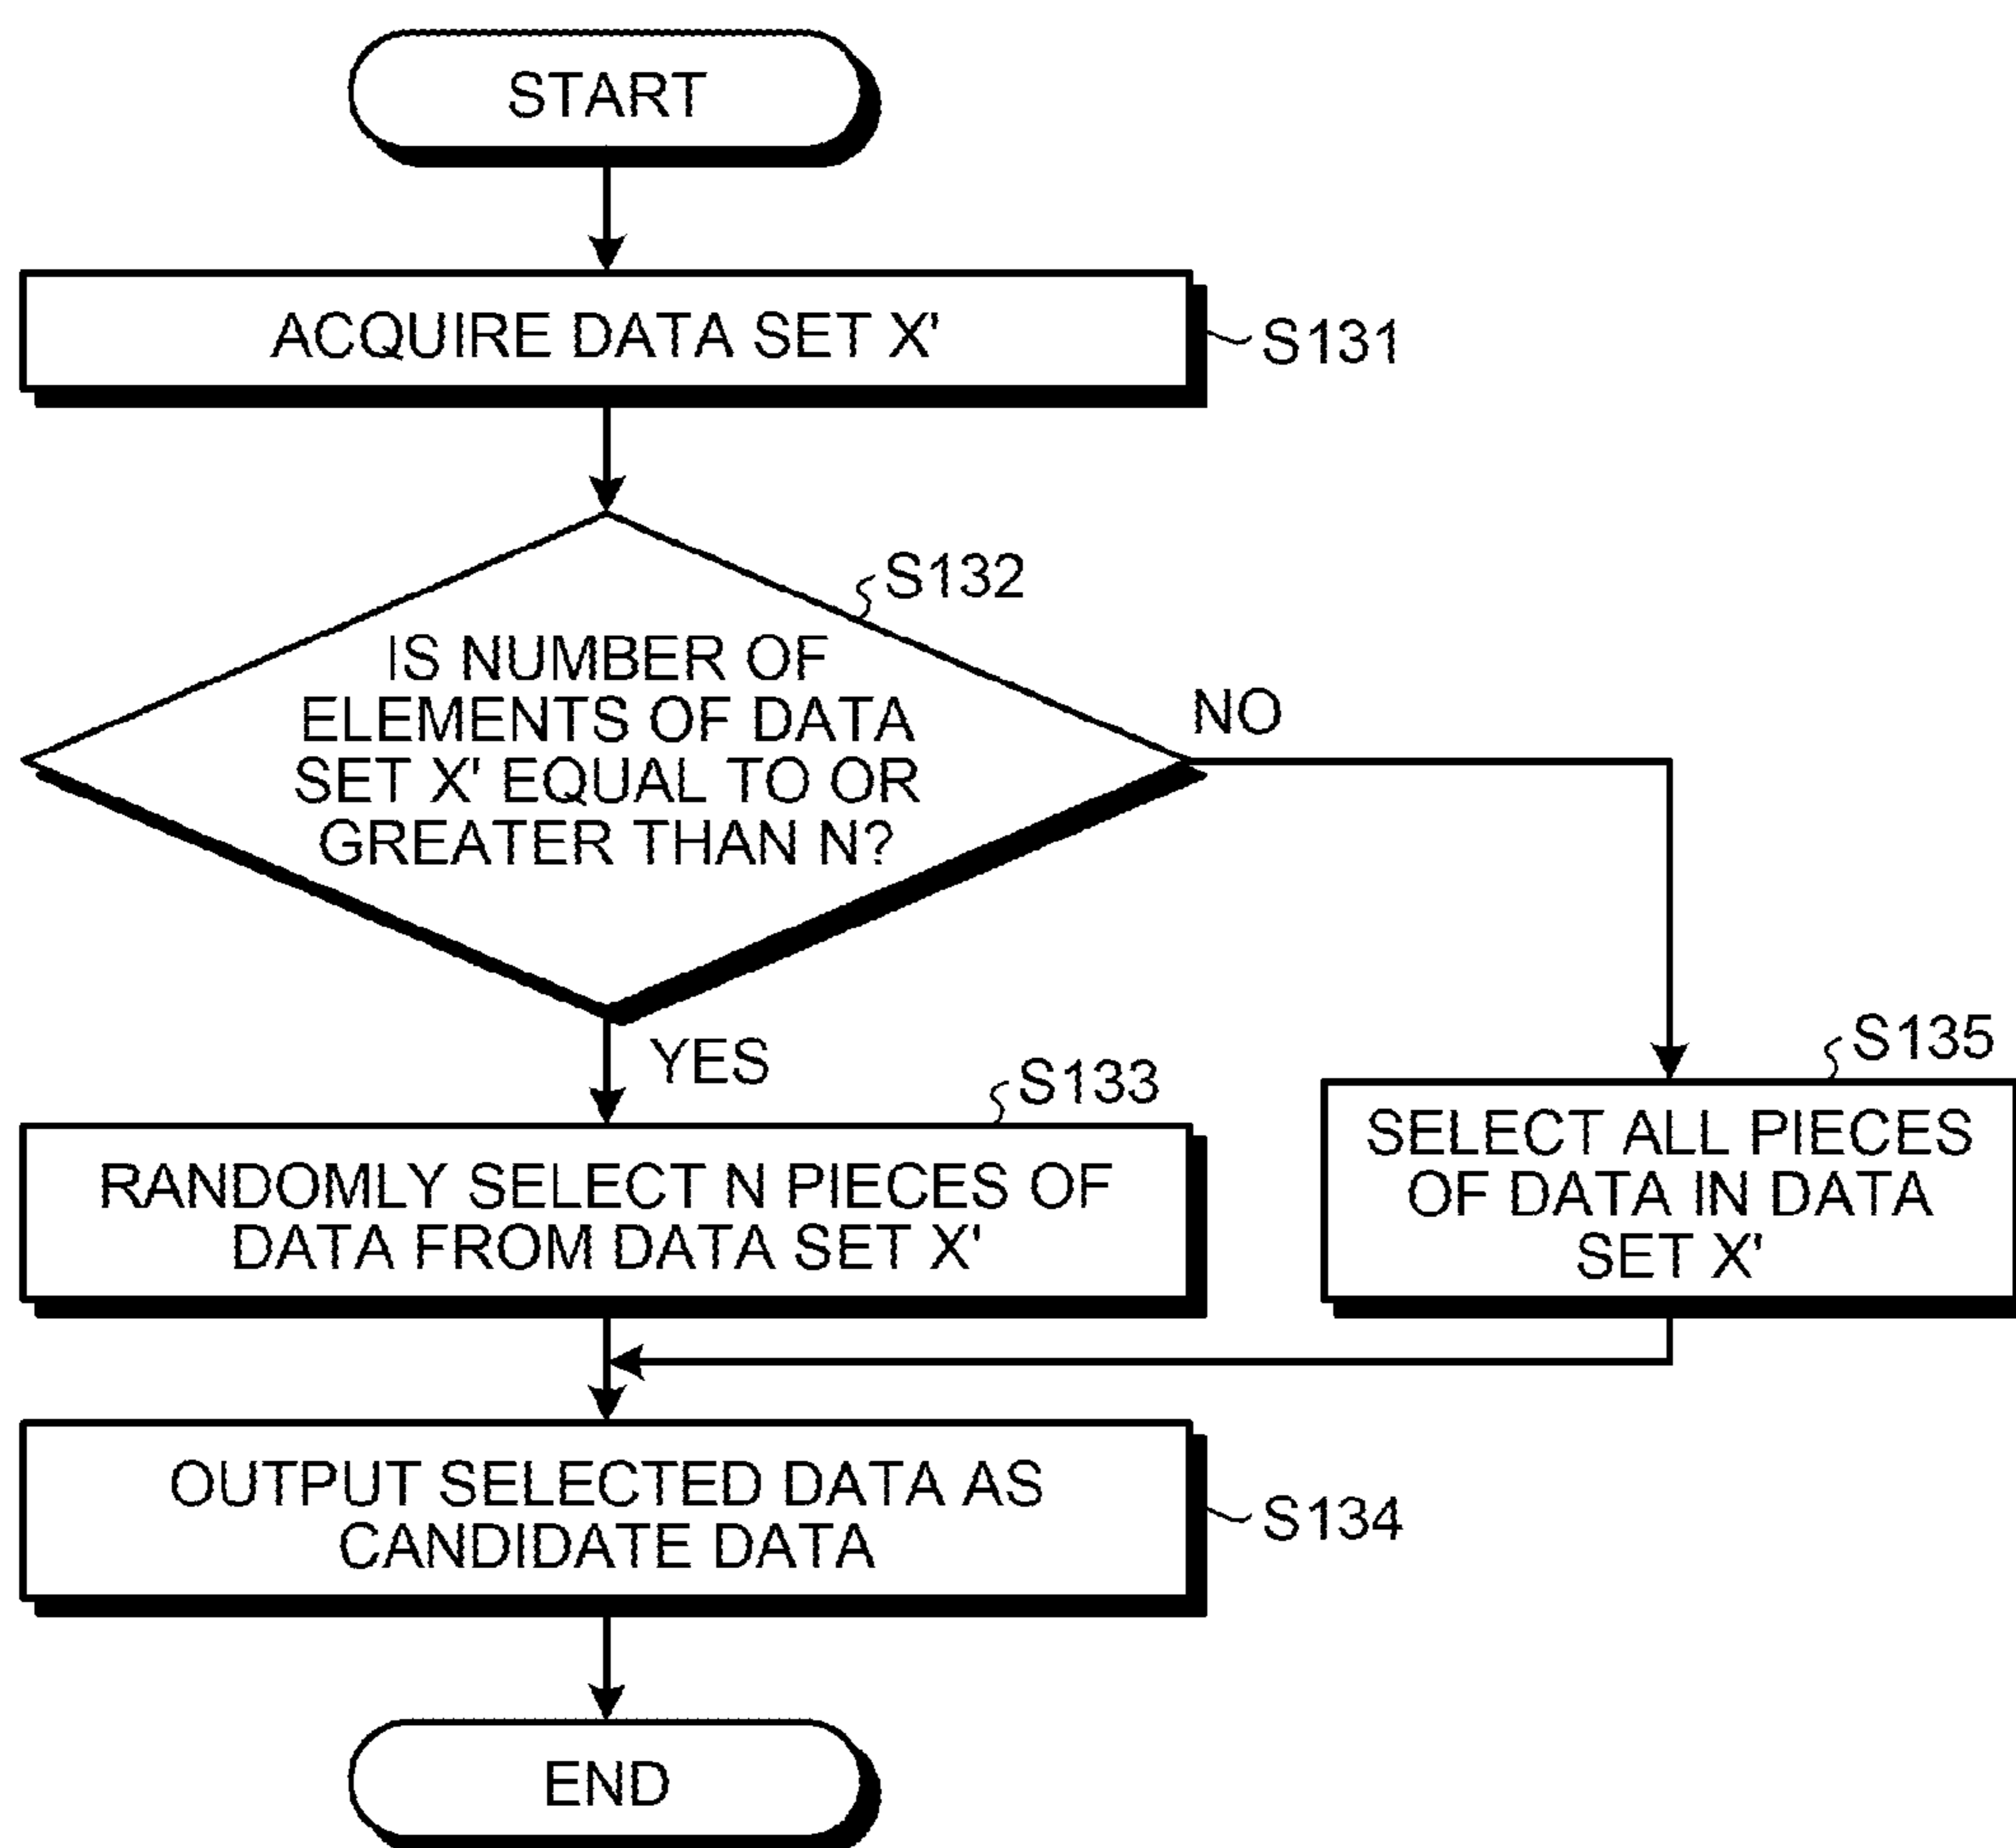 START
ACQUIRE DATA SET X'
S131
S132
IS NUMBER OF
ELEMENTS OF DATA
SET X' EQUAL TO OR
GREATER THAN N?
NO
YES
S133
RANDOMLY SELECT N PIECES OF
DATA FROM DATA SET X'
S135
SELECT ALL PIECES
OF DATA IN DATA
SET X'
OUTPUT SELECTED DATA AS
CANDIDATE DATA
S134
END